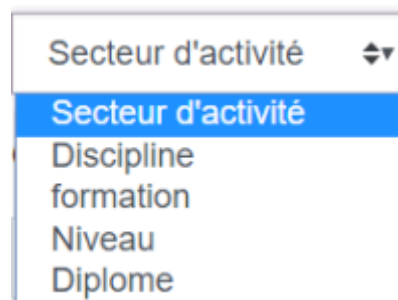 Secteur d'activité
Secteur d'activité
Discipline
formation
Niveau
Diplome